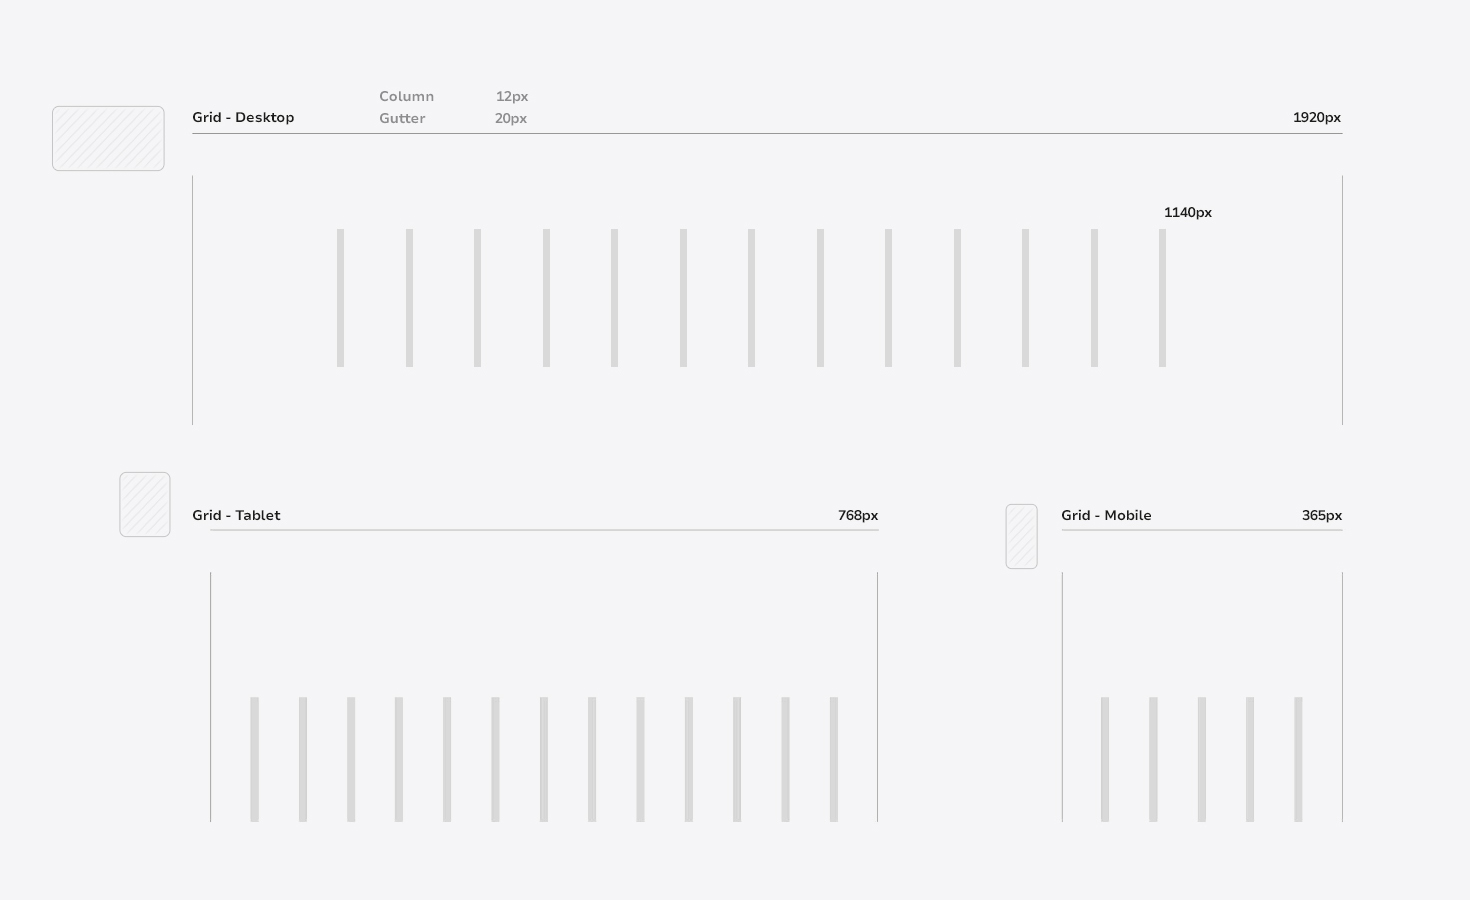 Column 12px
Grid - Desktop Gutter 20px 1920px
1140px
Grid - Tablet 768px
Grid - Mobile 365px